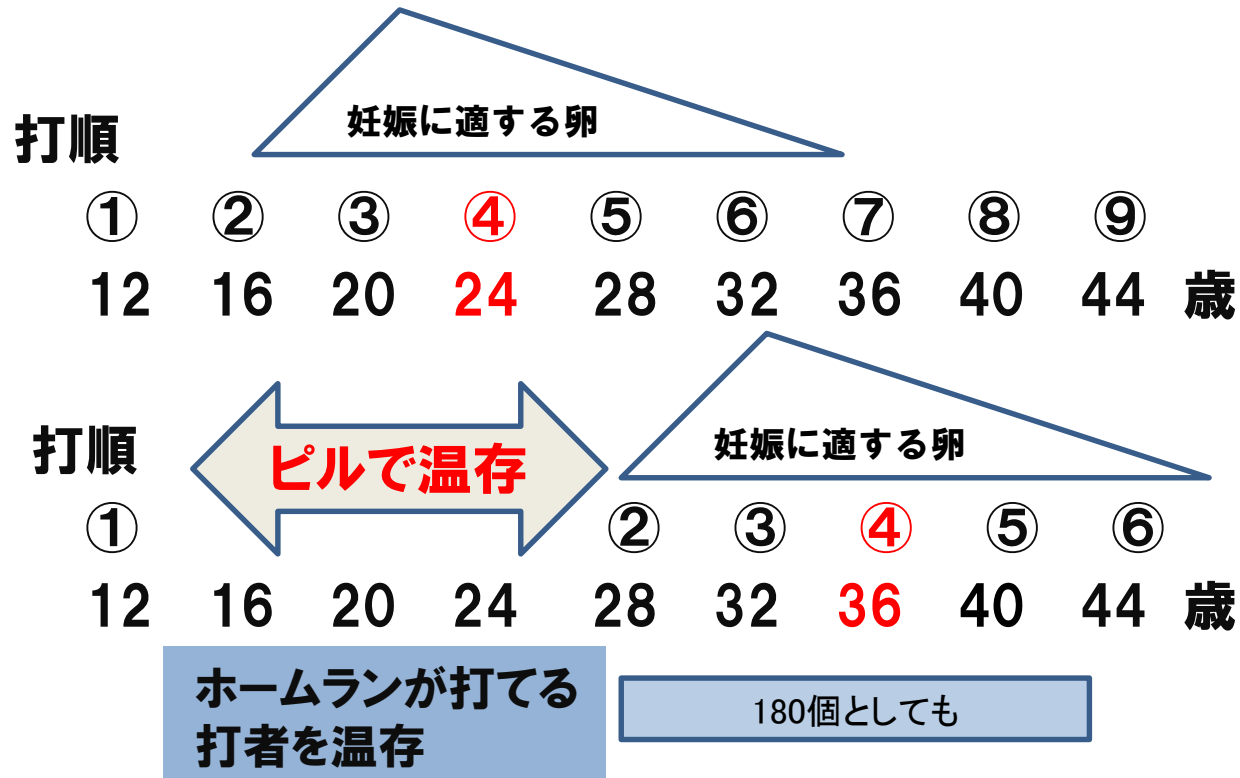 妊娠に適する卵
打順
① ② ③ ④ ⑤ ⑥ ⑦ ⑧ ⑨
12 16 20 24 28 32 36 40 44 歳
ピルで温存
妊娠に適する卵
打順
① ② ③ ④ ⑤ ⑥
12 16 20 24 28 32 36 40 44 歳
ホームランが打てる
打者を温存
180個としても